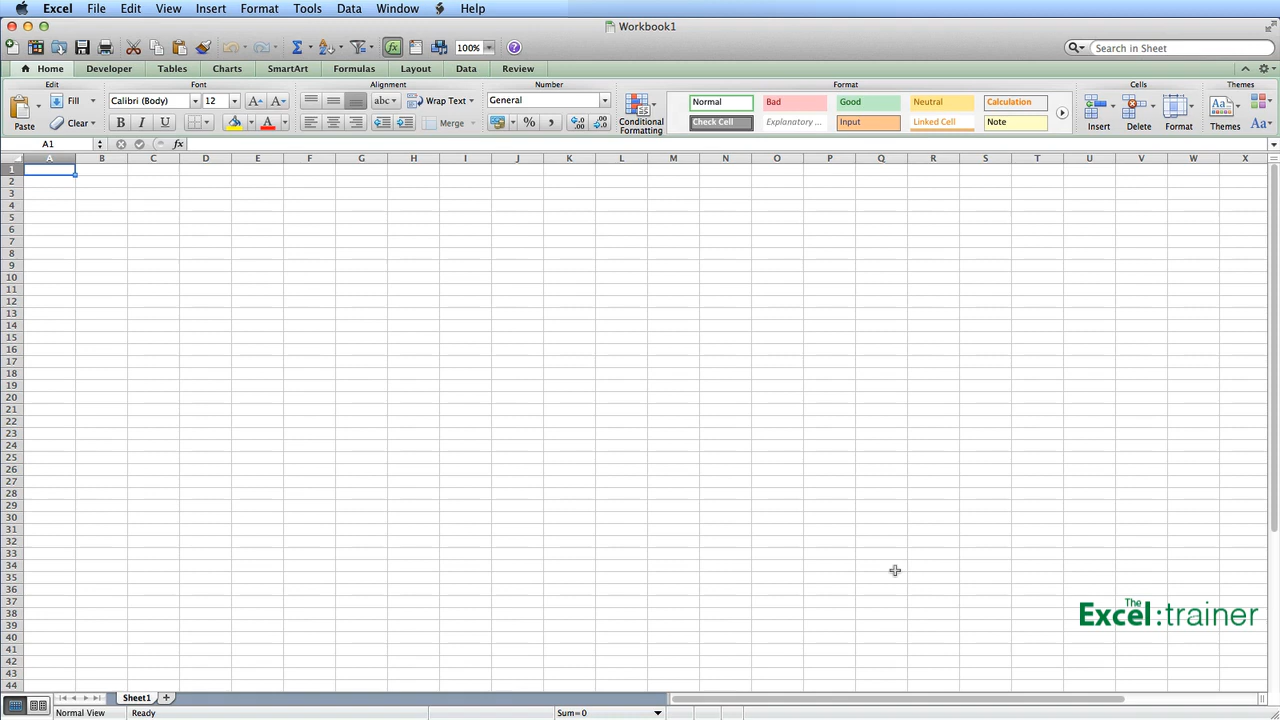 Excel File Edit View Insert Format Tools Data Window Help
Workbook1
100% Search in Sheet
Home Developer Tables Charts SmartArt Formulas Layout Data Review
Edit Font Alignment Number Format Cells Themes
Paste Fill Clear
Calibri (Body) 12
B I U A
abc Wrap Text
Merge
General
% ,
Conditional Formatting
Normal Bad Good Neutral Calculation
Check Cell Explanatory ... Input Linked Cell Note
Insert Delete Format Themes Aa
A1 fx
A B C D E F G H I J K L M N O P Q R S T U V W X
1
2
3
4
5
6
7
8
9
10
11
12
13
14
15
16
17
18
19
20
21
22
23
24
25
26
27
28
29
30
31
32
33
34
35
36
37
38
39
40
41
42
43
44
The
Excel:trainer
Sheet1
Normal View Ready Sum=0